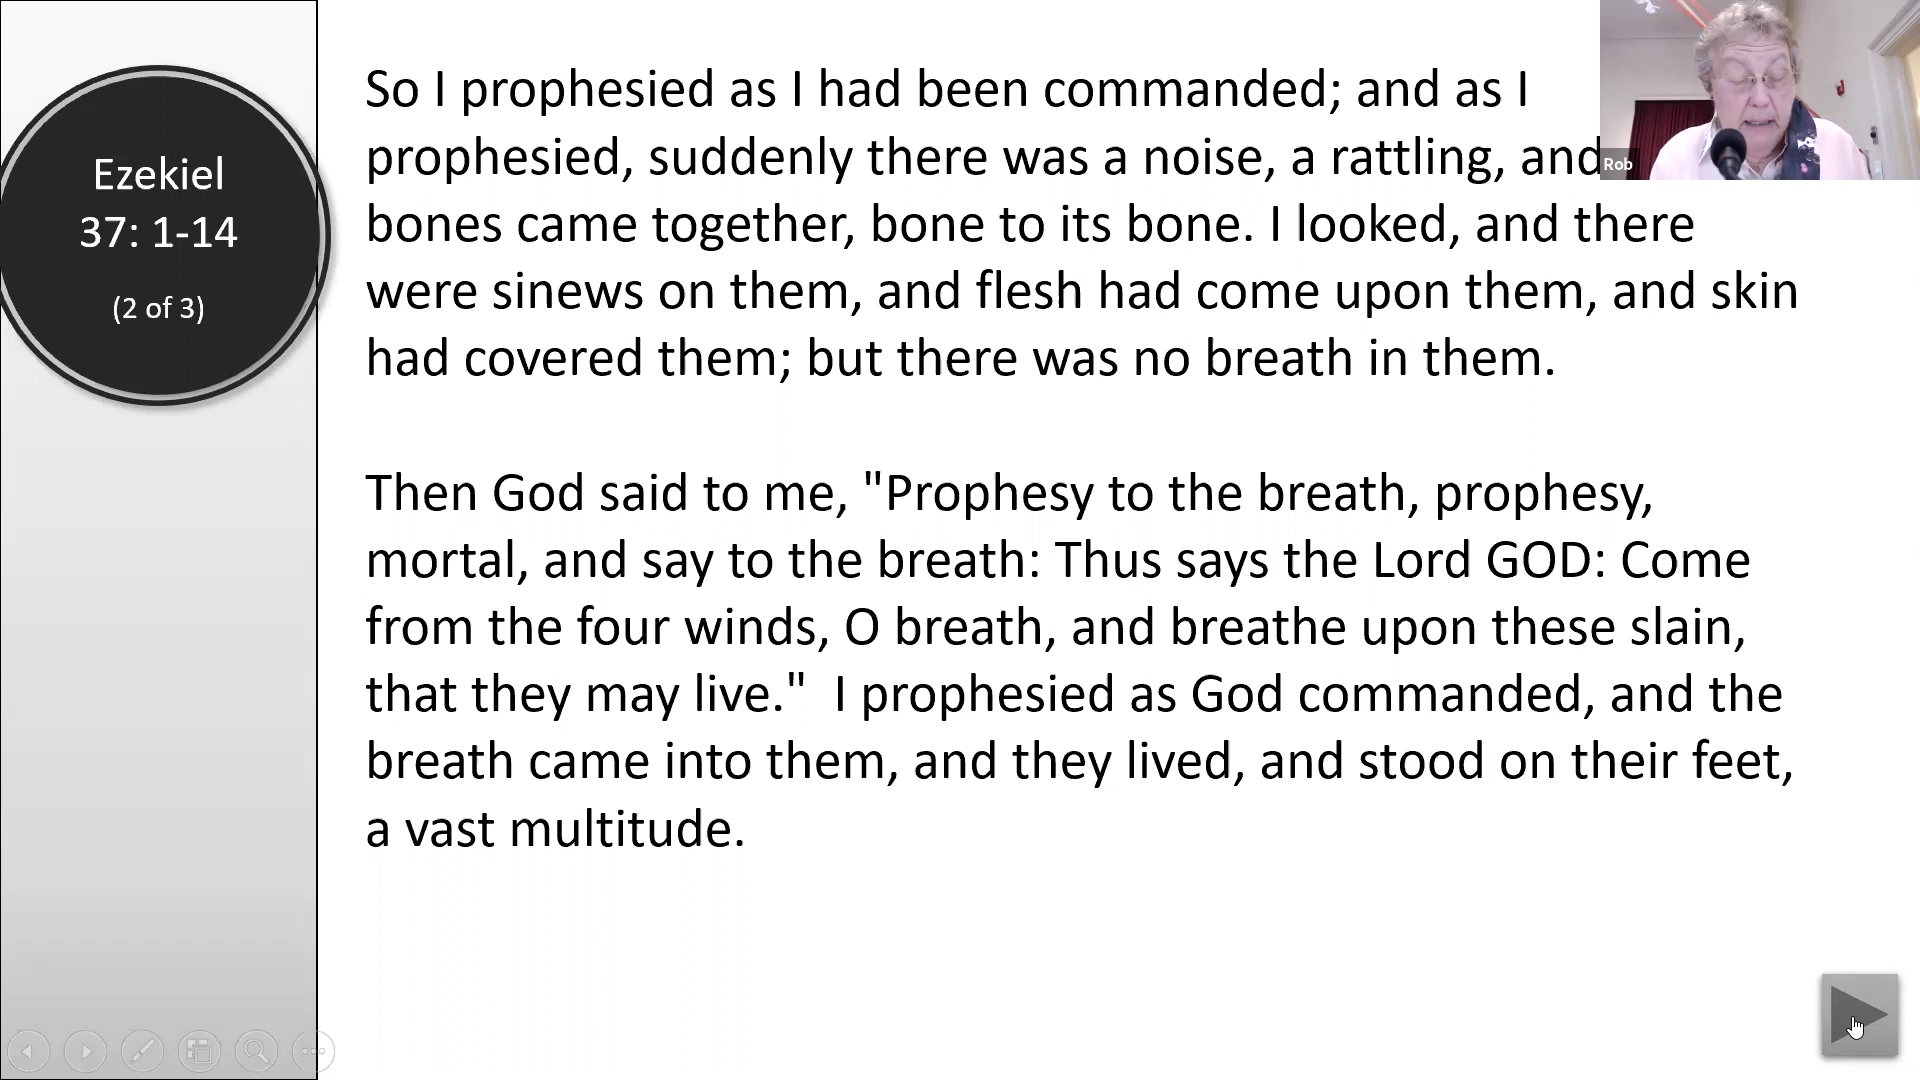 Ezekiel
37: 1-14
(2 of 3)
So I prophesied as I had been commanded; and as I
prophesied, suddenly there was a noise, a rattling, and
bones came together, bone to its bone. I looked, and there
were sinews on them, and flesh had come upon them, and skin
had covered them; but there was no breath in them.
Then God said to me, "Prophesy to the breath, prophesy,
mortal, and say to the breath: Thus says the Lord GOD: Come
from the four winds, O breath, and breathe upon these slain,
that they may live."  I prophesied as God commanded, and the
breath came into them, and they lived, and stood on their feet,
a vast multitude.
Rob